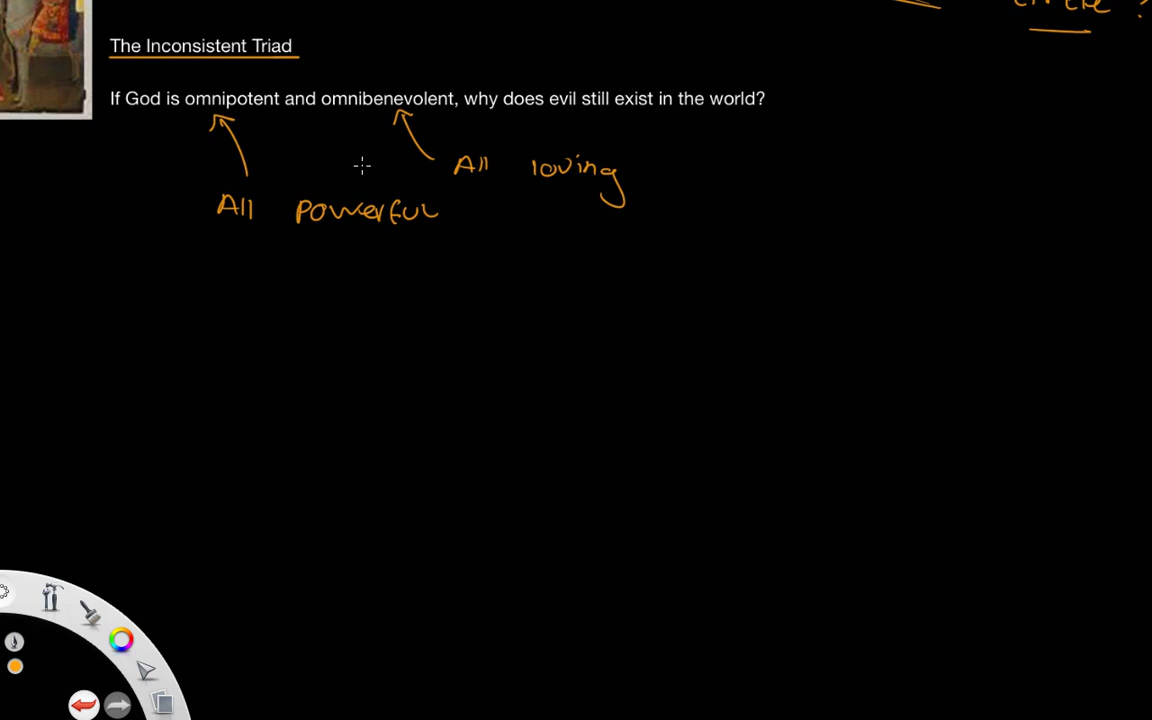 The Inconsistent Triad
If God is omnipotent and omnibenevolent, why does evil still exist in the world?
All loving
All powerful